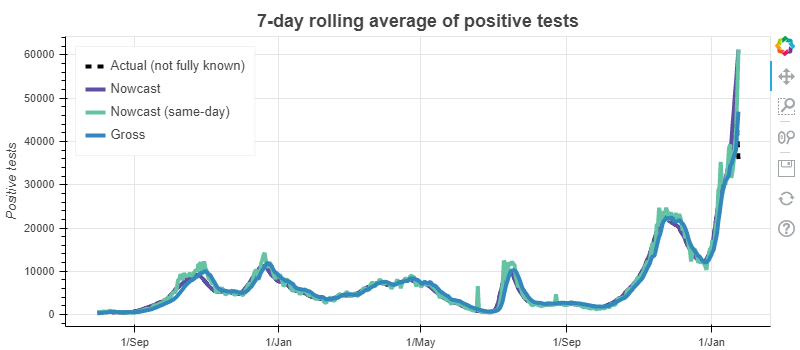 7-day rolling average of positive tests
Actual (not fully known)
Nowcast
Nowcast (same-day)
Gross
Positive tests
60000
50000
40000
30000
20000
10000
0
1/Sep
1/Jan
1/May
1/Sep
1/Jan